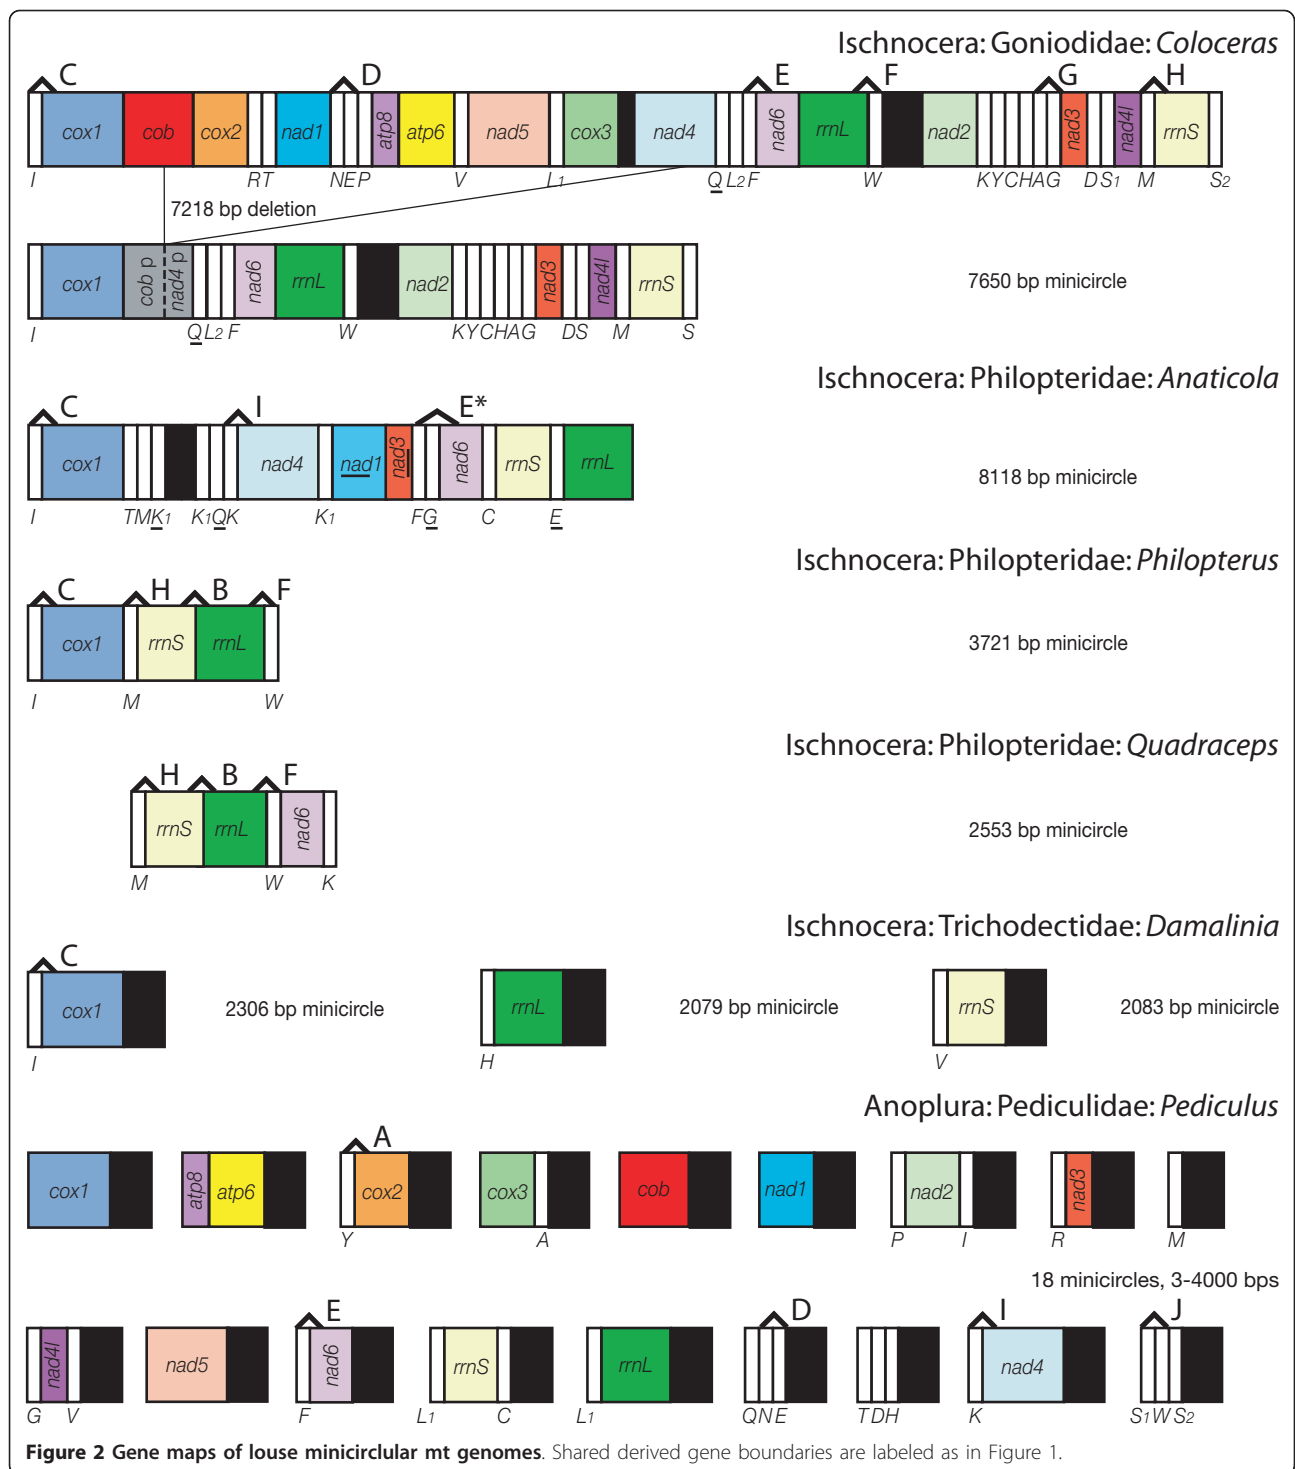 Ischnocera: Goniodidae: Coloceras
C D E F G H
cox1 cob cox2 nad1 atp8 atp6 nad5 cox3 nad4 nad6 rrnL nad2 nad3 nad4l rrnS
I RT NEP V L1 Q L2 F W KYCHAG D S1 M S2
7218 bp deletion
cox1 cob p nad4 p nad6 rrnL nad2 nad3 nad4l rrnS
7650 bp minicircle
I Q L2 F W KYCHAG DS M S
Ischnocera: Philopteridae: Anaticola
C I E*
cox1 nad4 nad1 nad3 nad6 rrnS rrnL
8118 bp minicircle
I TMK1 K1QK K1 FG C E
Ischnocera: Philopteridae: Philopterus
C H B F
cox1 rrnS rrnL
3721 bp minicircle
I M W
Ischnocera: Philopteridae: Quadraceps
H B F
rrnS rrnL nad6
2553 bp minicircle
M W K
Ischnocera: Trichodectidae: Damalinia
C
cox1 2306 bp minicircle rrnL 2079 bp minicircle rrnS 2083 bp minicircle
I H V
Anoplura: Pediculidae: Pediculus
A
cox1 atp8 atp6 cox2 cox3 cob nad1 nad2 nad3
Y A P I R M
18 minicircles, 3-4000 bps
E D I J
nad4l nad5 nad6 rrnS rrnL nad4
G V F L1 C L1 QNE TDH K S1WS2
Figure 2 Gene maps of louse minicirclular mt genomes. Shared derived gene boundaries are labeled as in Figure 1.